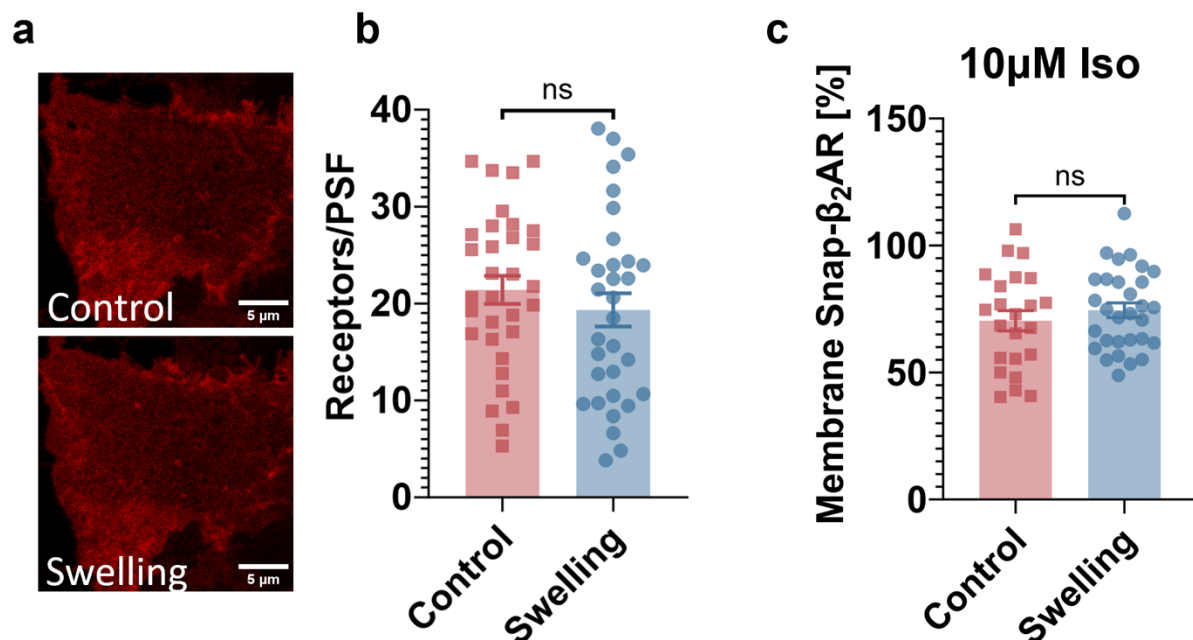 a
Control
5 µm
Swelling
5 µm
b
ns
Receptors/PSF
40
30
20
10
0
Control
Swelling
c
10µM Iso
ns
Membrane Snap-β₂AR [%]
150
100
50
0
Control
Swelling